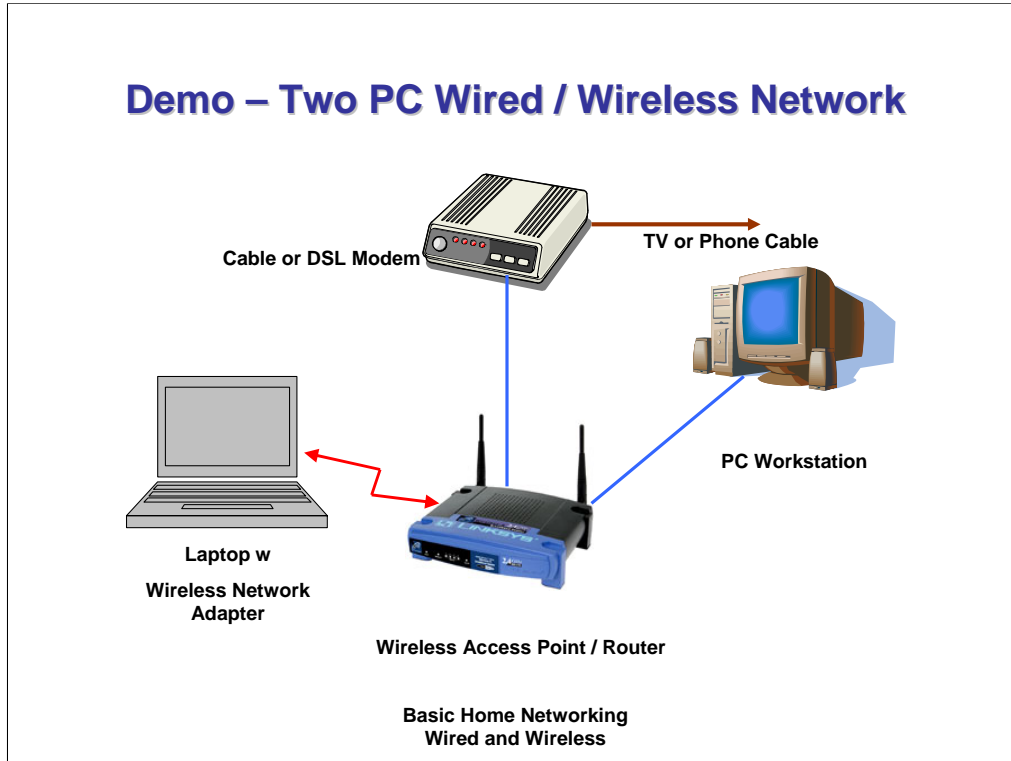 Demo – Two PC Wired / Wireless Network
TV or Phone Cable
Cable or DSL Modem
PC Workstation
LINKSYS
Laptop w
Wireless Network
Adapter
Wireless Access Point / Router
Basic Home Networking
Wired and Wireless